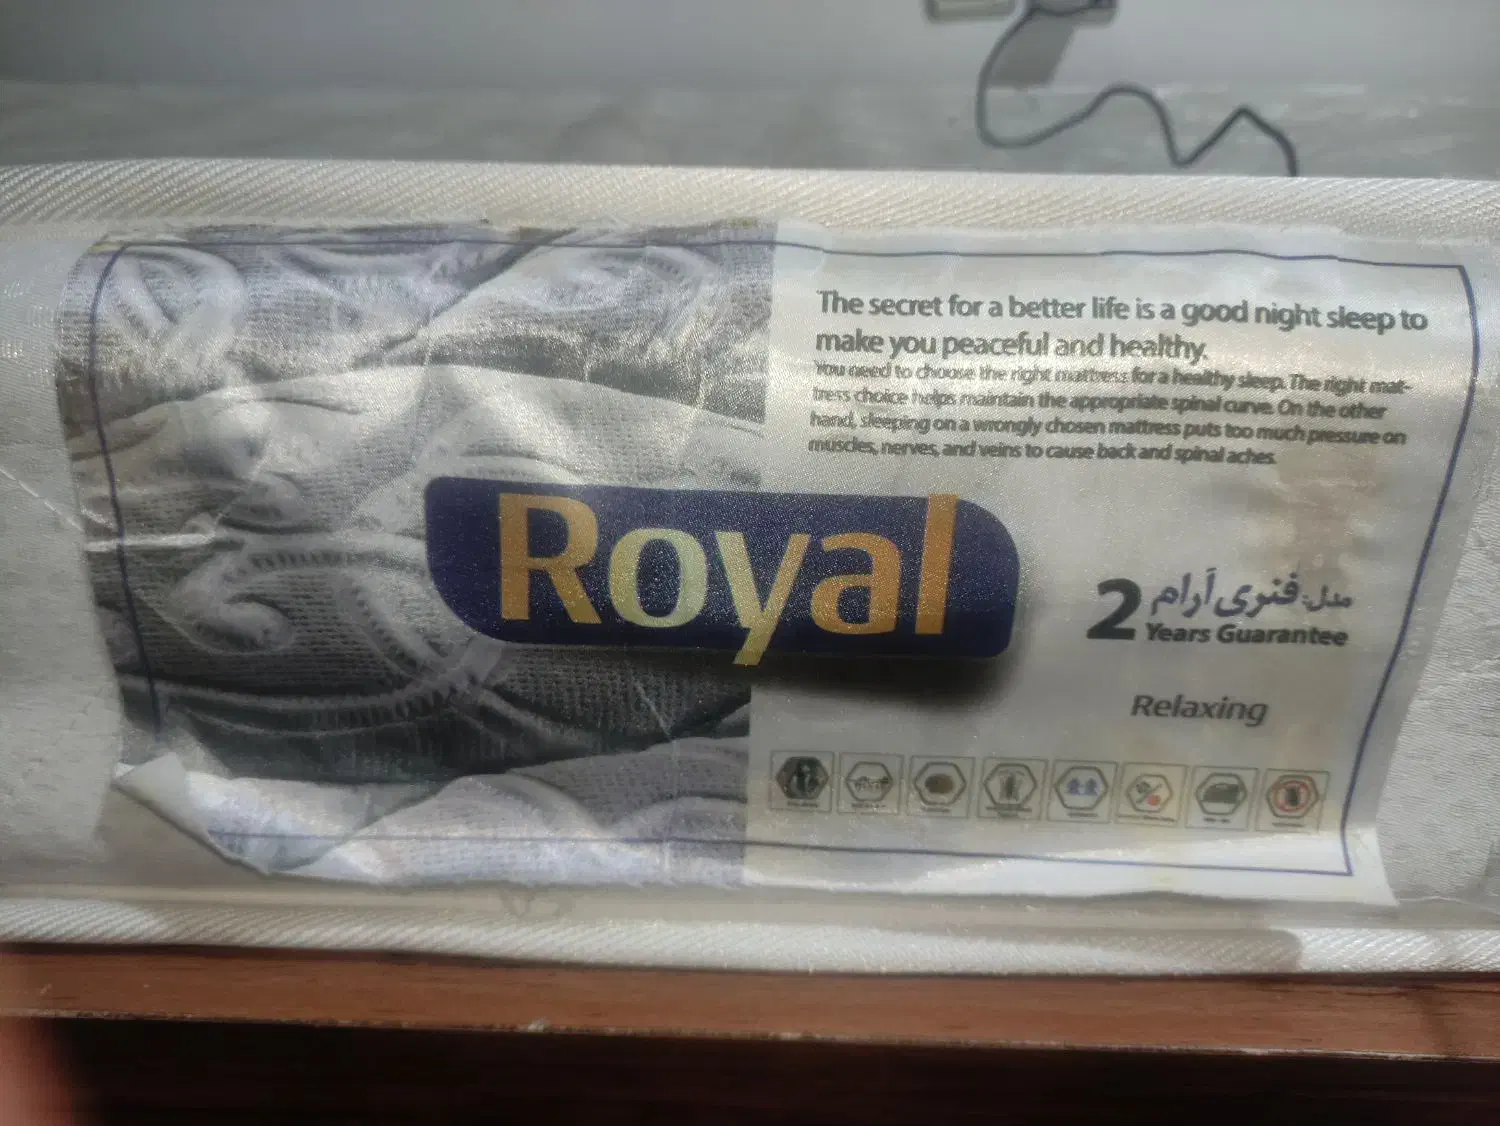 The secret for a better life is a good night sleep to
make you peaceful and healthy.
You need to choose the right mattress for a healthy sleep. The right mat-
tress choice helps maintain the appropriate spinal curve. On the other
hand, sleeping on a wrongly chosen mattress puts too much pressure on
muscles, nerves, and veins to cause back and spinal aches.
Royal
مدل: فنری آرام
2 Years Guarantee
Relaxing